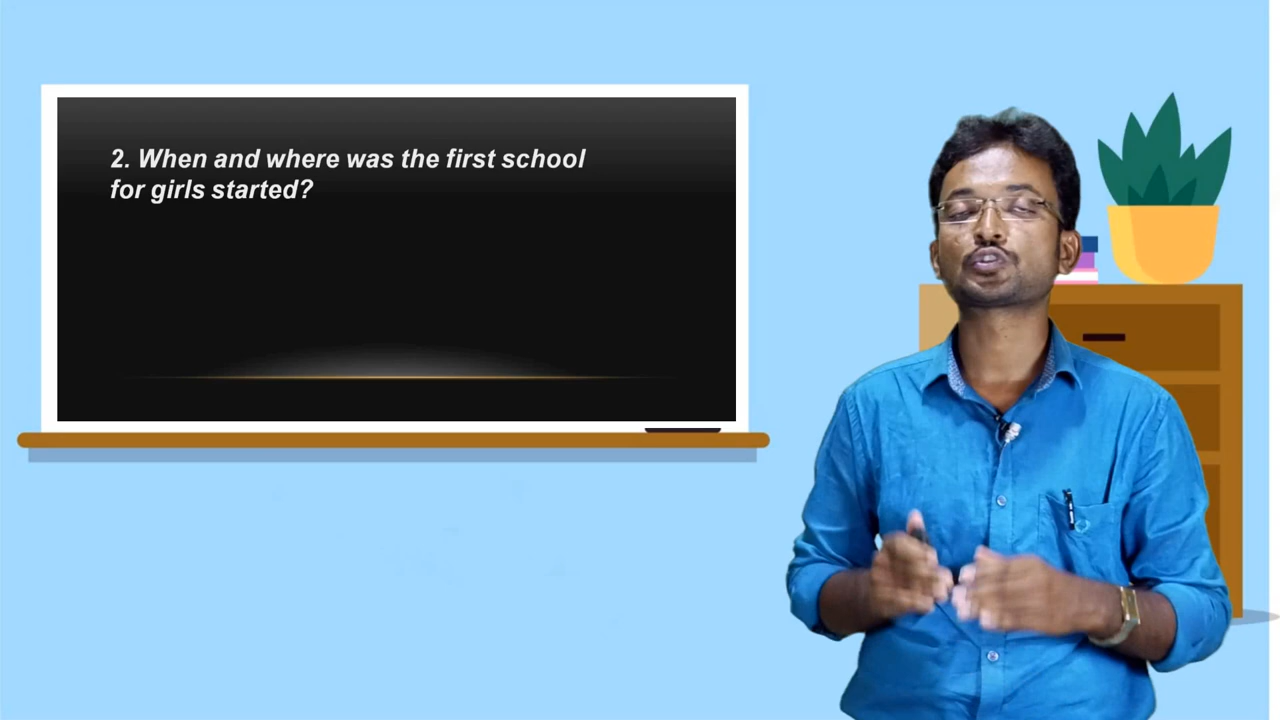 2. When and where was the first school
for girls started?